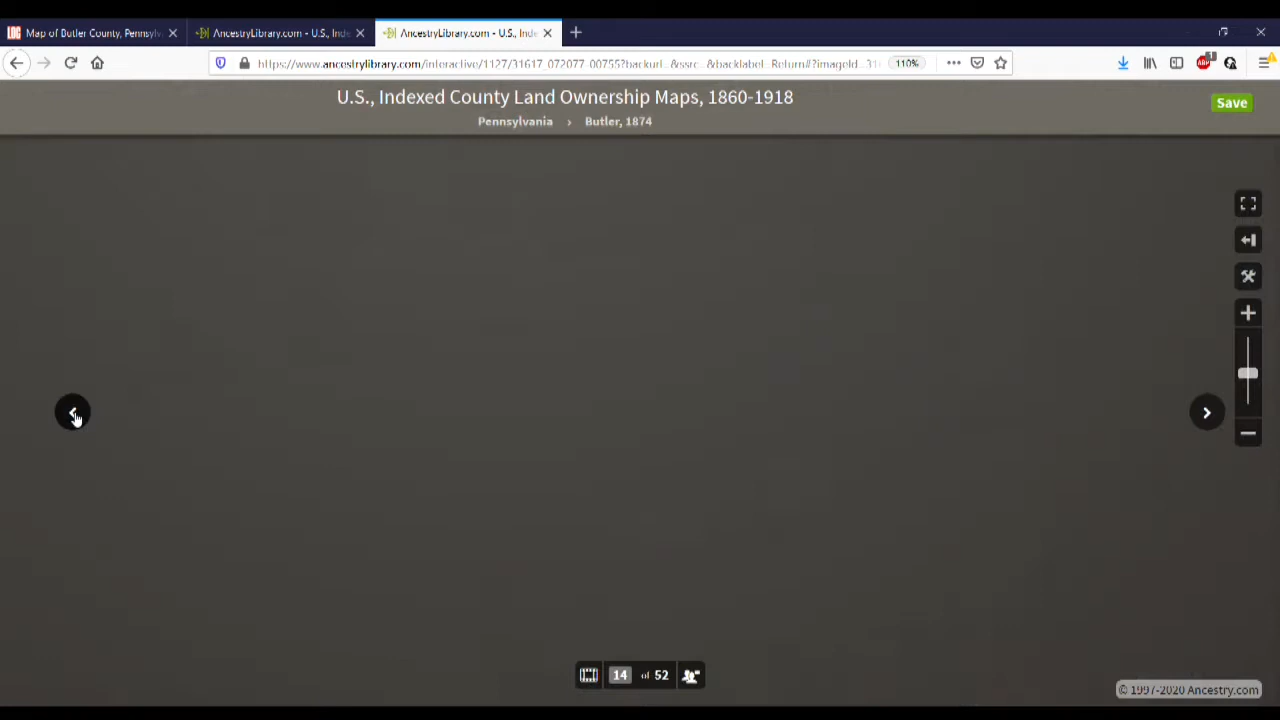 LOC Map of Butler County, Pennsylv
AncestryLibrary.com - U.S., Inde
AncestryLibrary.com - U.S., Inde
110%
U.S., Indexed County Land Ownership Maps, 1860-1918
Save
Pennsylvania › Butler, 1874
14 of 52
© 1997-2020 Ancestry.com